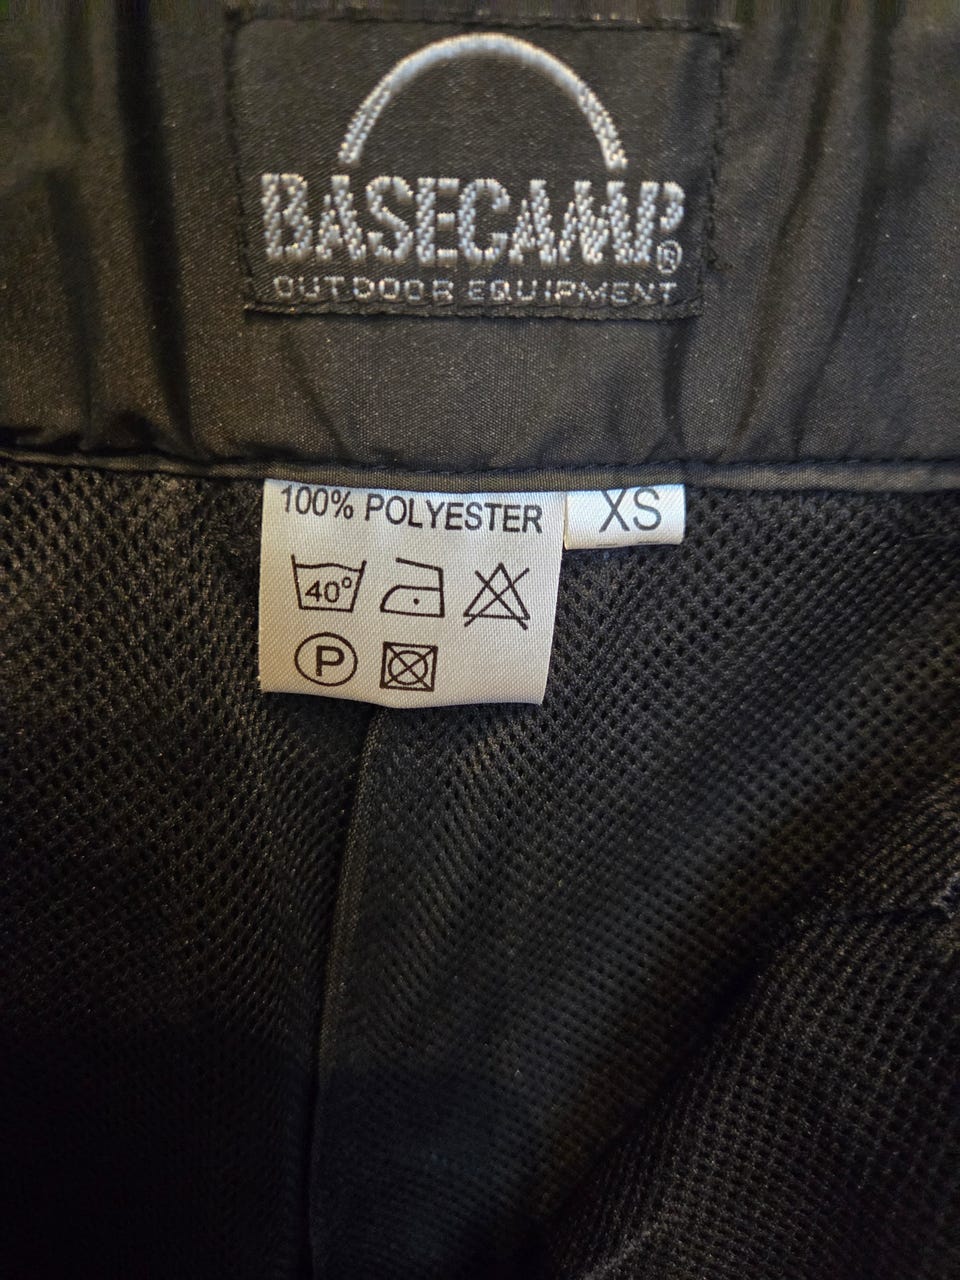 BASECAMP®
OUTDOOR EQUIPMENT
100% POLYESTER
XS
40°
P